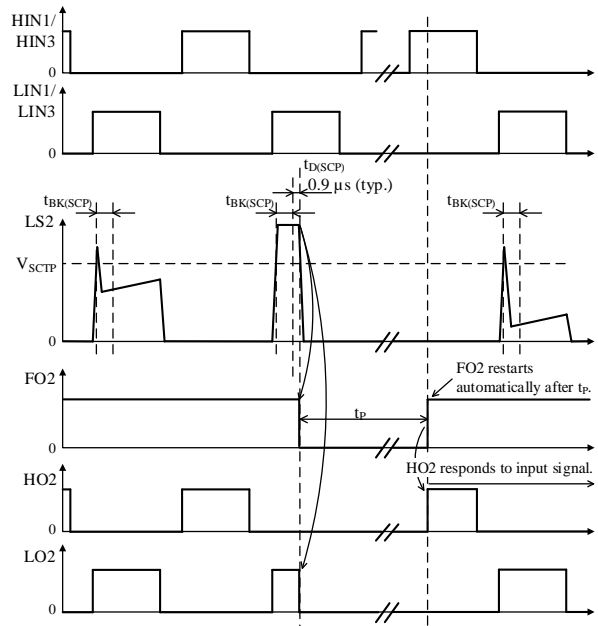 HIN1/
HIN3
0
LIN1/
LIN3
0
tD(SCP)
0.9 µs (typ.)
tBK(SCP)
tBK(SCP)
tBK(SCP)
LS2
VSCTP
0
FO2
FO2 restarts
automatically after tP.
tP
0
HO2 responds to input signal.
HO2
0
LO2
0